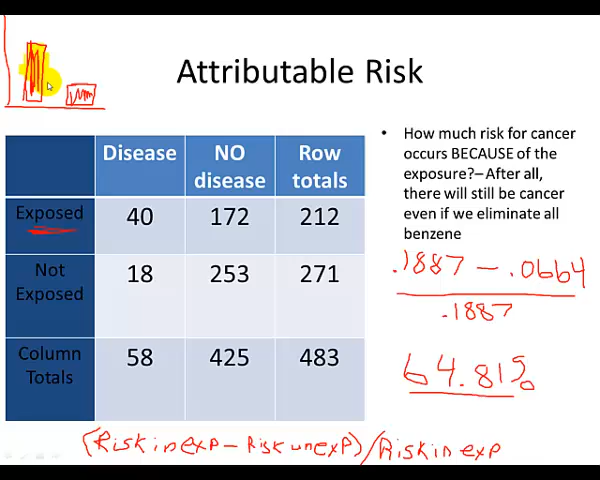 Attributable Risk
Disease NO disease Row totals
Exposed 40 172 212
Not Exposed 18 253 271
Column Totals 58 425 483
• How much risk for cancer
occurs BECAUSE of the
exposure?– After all,
there will still be cancer
even if we eliminate all
benzene
.1887 – .0664
.1887
64.81%
(Risk in exp – Risk unexp) / Risk in exp